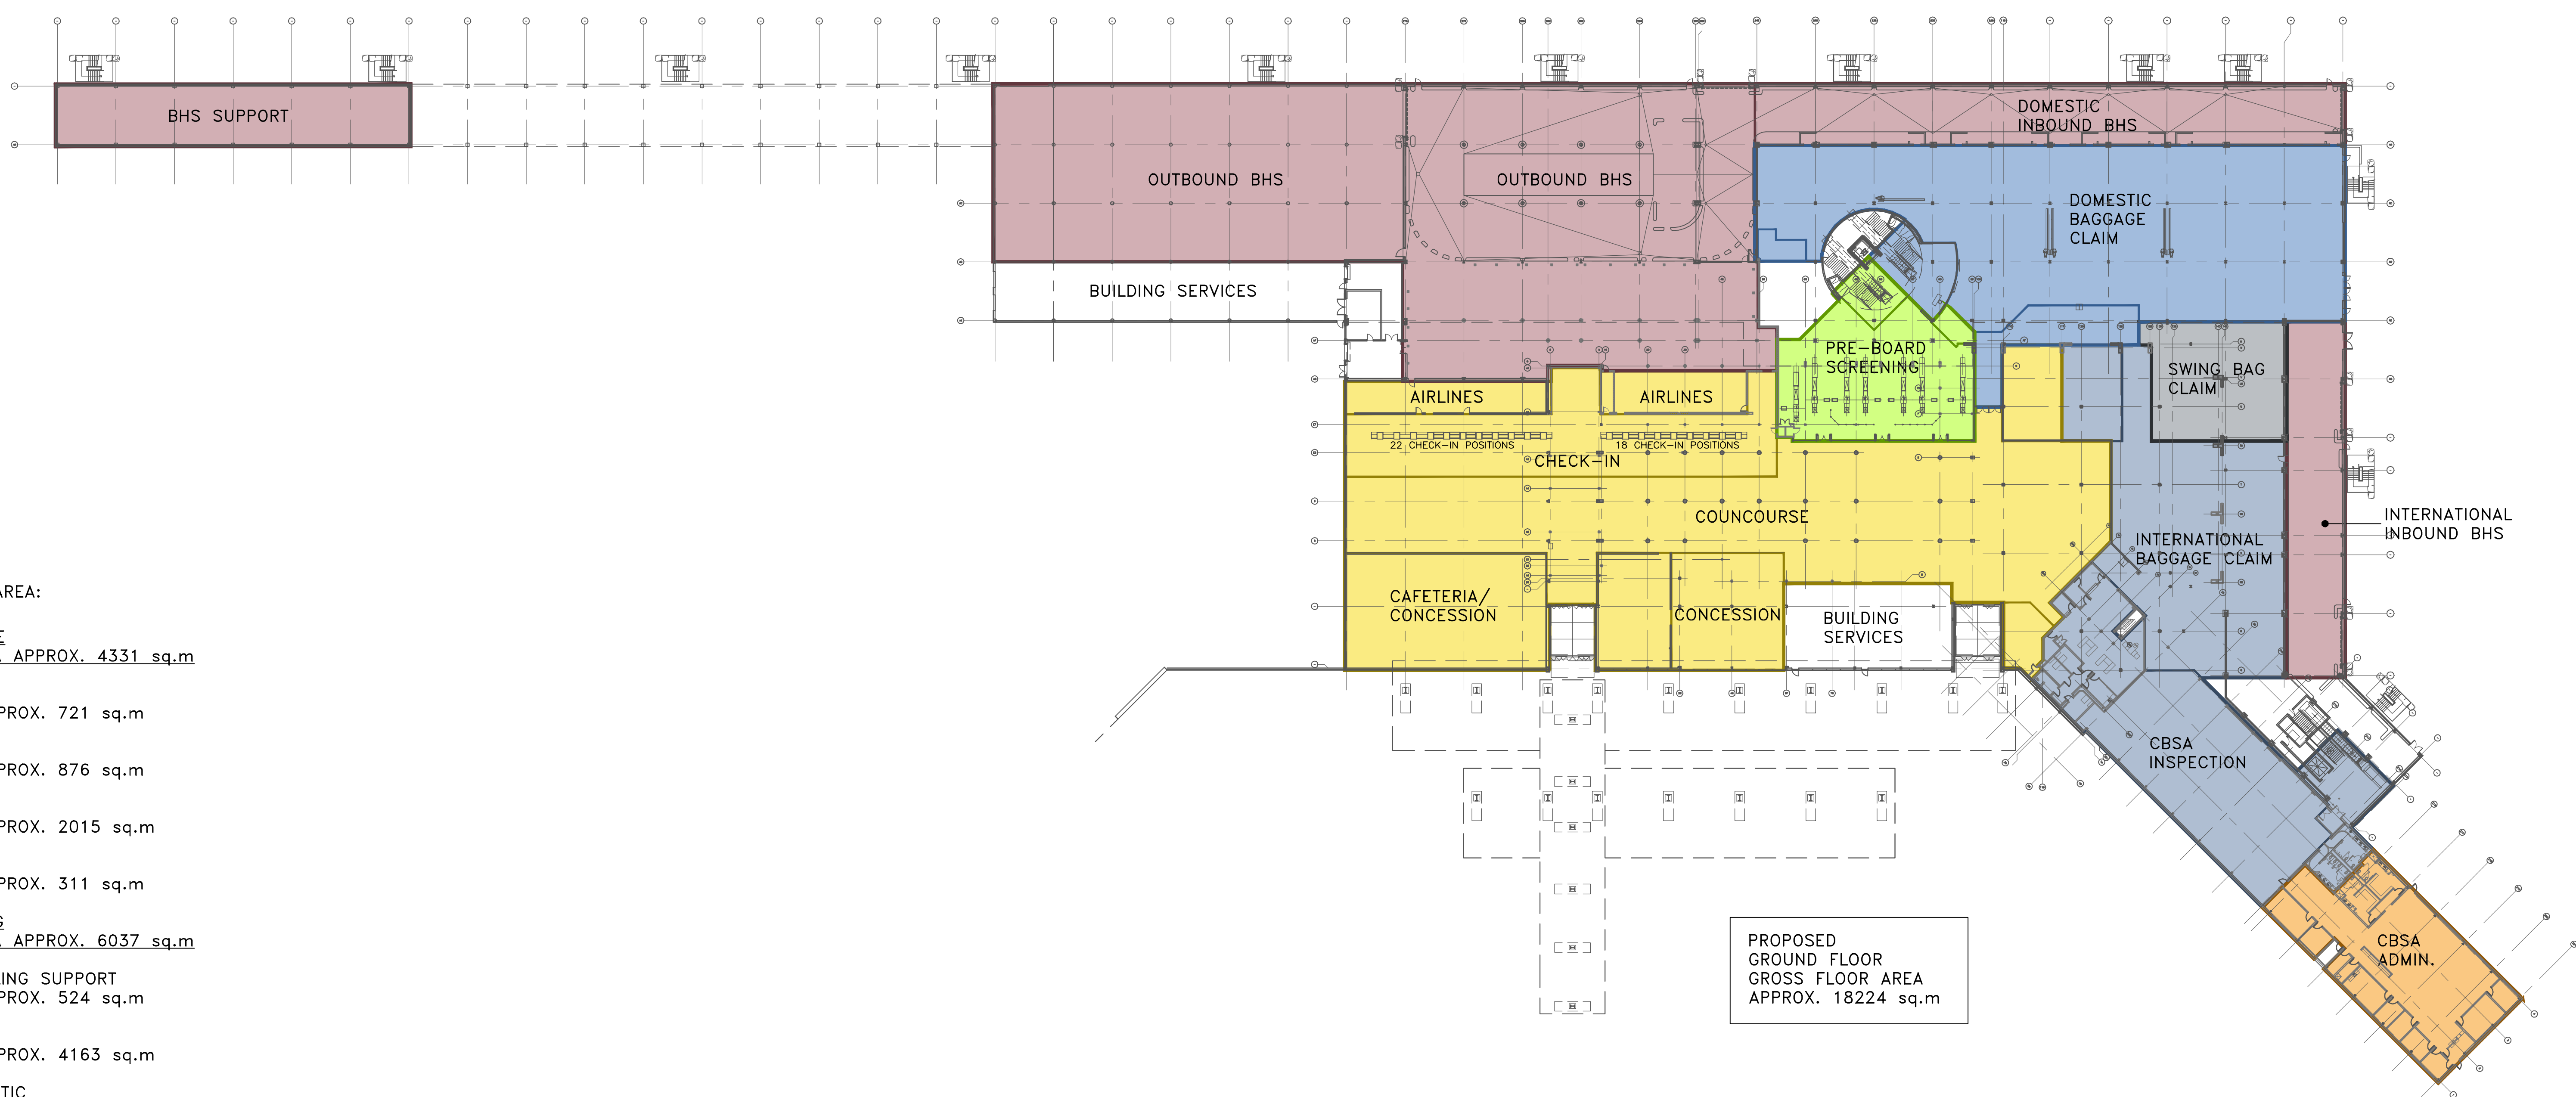 BHS SUPPORT
OUTBOUND BHS
OUTBOUND BHS
DOMESTIC
INBOUND BHS
DOMESTIC
BAGGAGE
CLAIM
BUILDING SERVICES
PRE-BOARD
SCREENING
SWING BAG
CLAIM
AIRLINES
AIRLINES
22 CHECK-IN POSITIONS
18 CHECK-IN POSITIONS
CHECK-IN
COUNCOURSE
INTERNATIONAL
INBOUND BHS
INTERNATIONAL
BAGGAGE CLAIM
CAFETERIA/
CONCESSION
CONCESSION
BUILDING
SERVICES
CBSA
INSPECTION
CBSA
ADMIN.
PROPOSED
GROUND FLOOR
GROSS FLOOR AREA
APPROX. 18224 sq.m
AREA:
APPROX. 4331 sq.m
PROX. 721 sq.m
PROX. 876 sq.m
PROX. 2015 sq.m
PROX. 311 sq.m
APPROX. 6037 sq.m
ING SUPPORT
PROX. 524 sq.m
PROX. 4163 sq.m
TIC